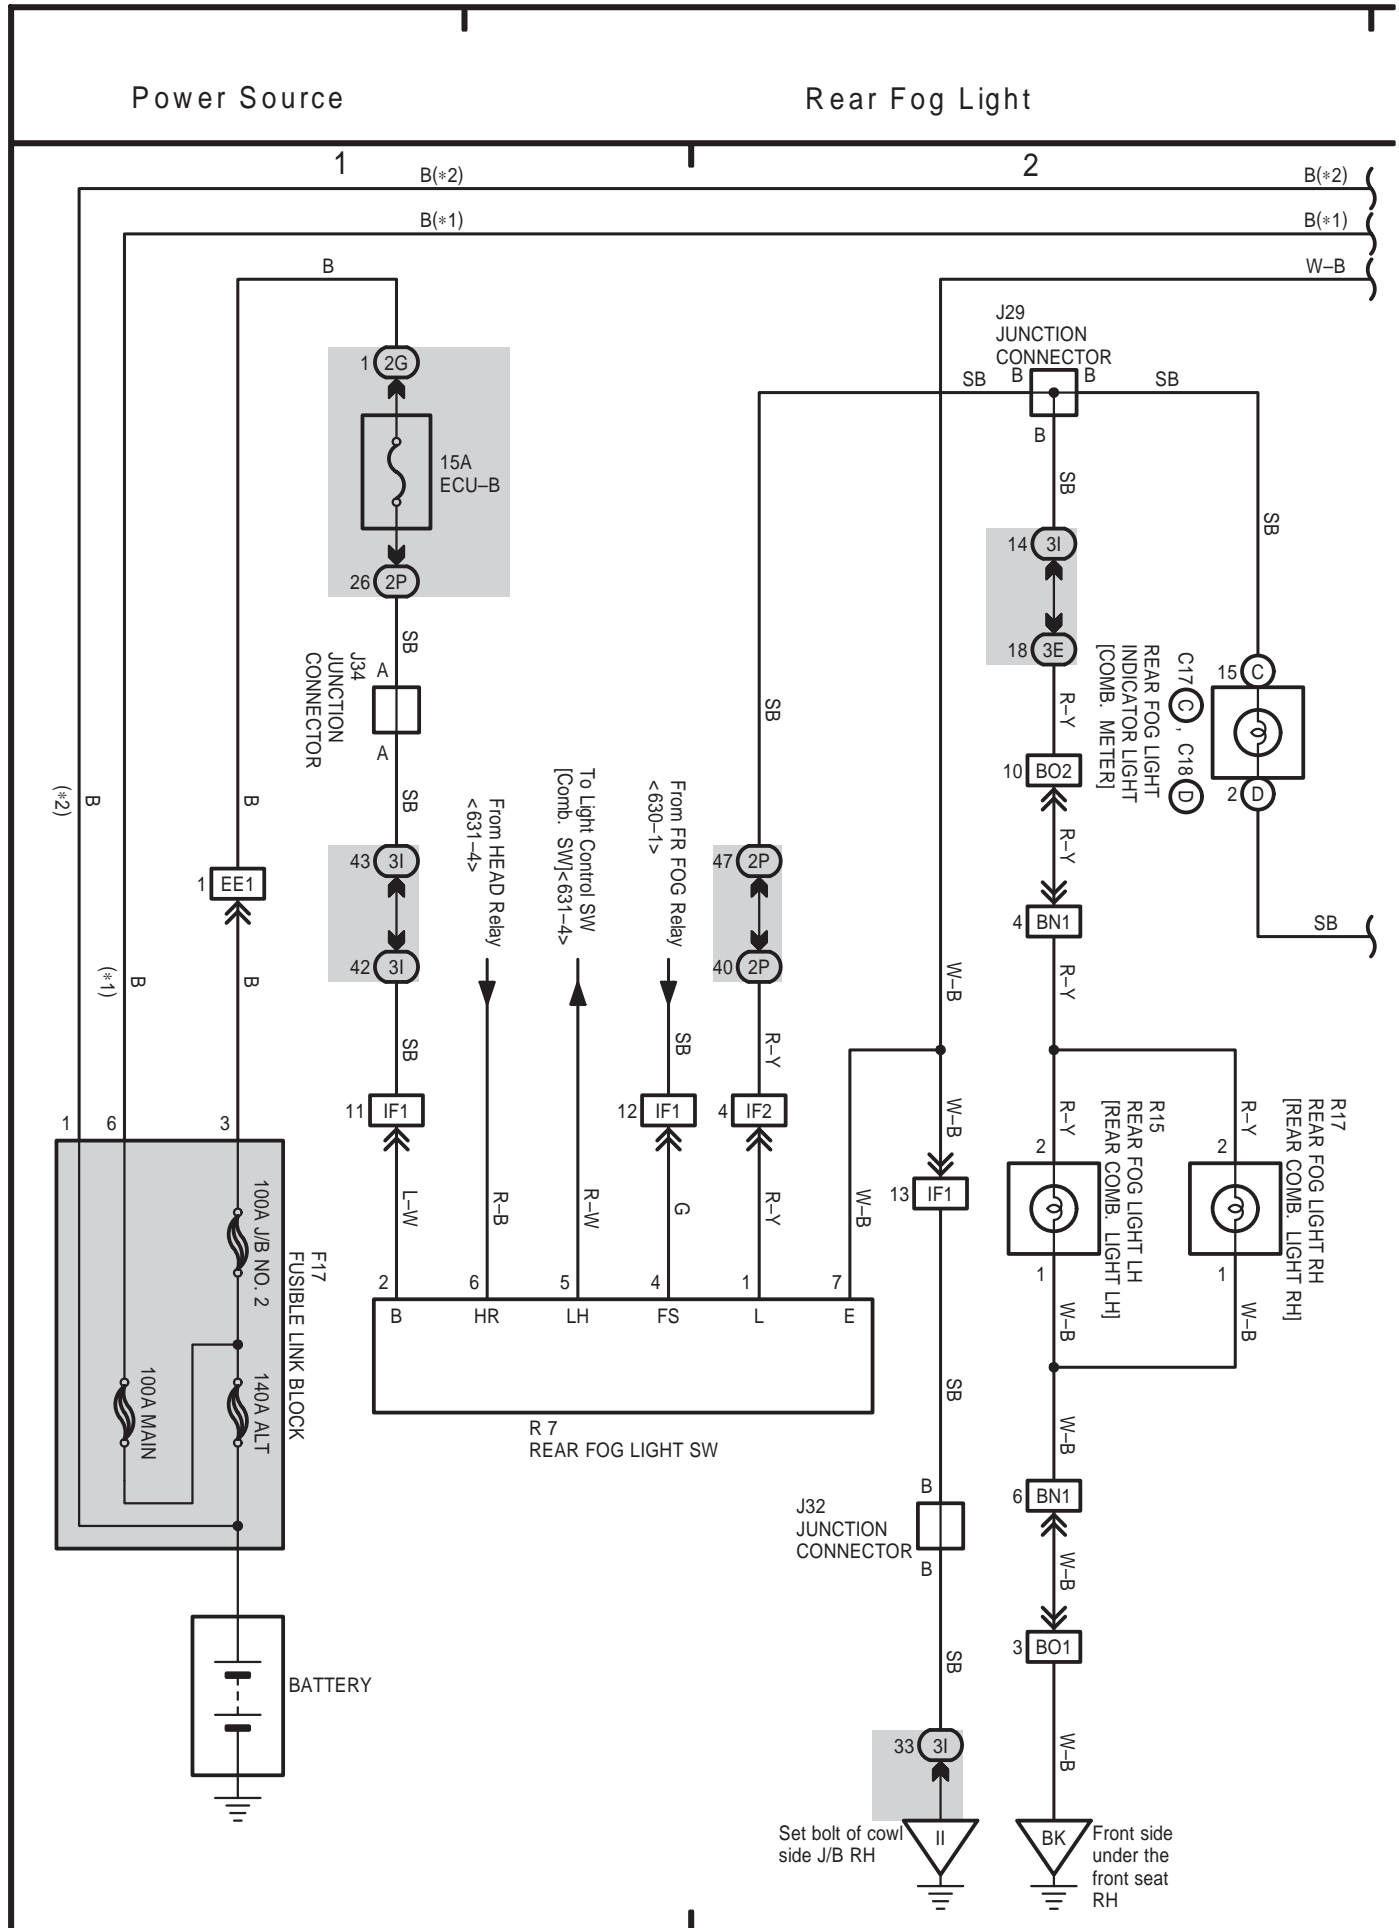 Power Source
Rear Fog Light
1
2
B(*2)
B(*2)
B(*1)
B(*1)
B
W–B
J29
JUNCTION
CONNECTOR
1
2G
SB
B
B
SB
B
15A
ECU–B
SB
SB
14
3I
26
2P
SB
18
3E
J34
JUNCTION
CONNECTOR
A
A
REAR FOG LIGHT
INDICATOR LIGHT
[COMB. METER]
C17
C
, C18
D
15
C
2
D
SB
R–Y
10
BO2
From HEAD Relay
<631–4>
To Light Control SW
[Comb. SW]<631–4>
From FR FOG Relay
<630–1>
B
(*2)
B
SB
R–Y
43
3I
47
2P
1
EE1
4
BN1
SB
42
3I
40
2P
B
(*1)
B
W–B
R–Y
SB
SB
R–Y
11
IF1
12
IF1
4
IF2
W–B
R–Y
R15
REAR FOG LIGHT LH
[REAR COMB. LIGHT LH]
R–Y
R17
REAR FOG LIGHT RH
[REAR COMB. LIGHT RH]
1
6
3
2
2
L–W
R–B
R–W
G
R–Y
W–B
13
IF1
100A J/B NO. 2
F17
FUSIBLE LINK BLOCK
2
6
5
4
1
7
1
1
B
HR
LH
FS
L
E
W–B
W–B
100A MAIN
140A ALT
SB
R 7
REAR FOG LIGHT SW
W–B
B
6
BN1
J32
JUNCTION
CONNECTOR
B
W–B
3
BO1
BATTERY
SB
33
3I
W–B
Set bolt of cowl
side J/B RH
II
BK
Front side
under the
front seat
RH